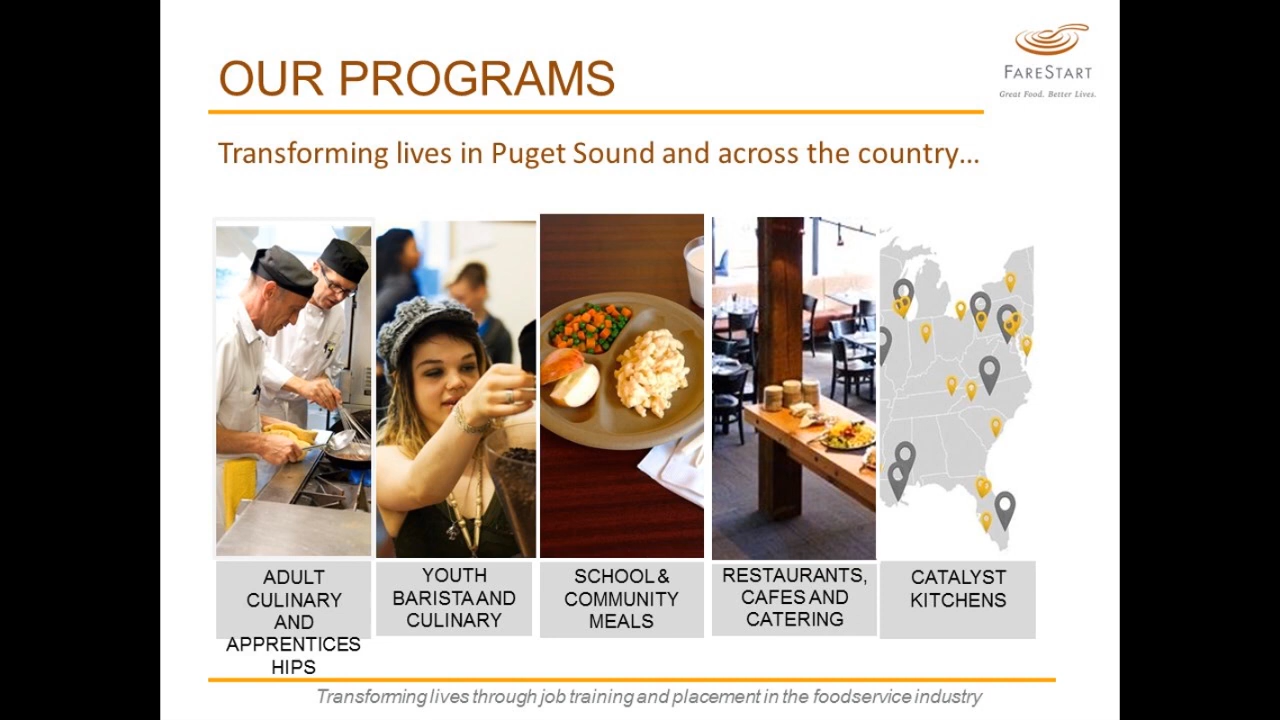 OUR PROGRAMS
FARESTART
Great Food. Better Lives.
Transforming lives in Puget Sound and across the country...
ADULT
CULINARY
AND
APPRENTICES
HIPS
YOUTH
BARISTA AND
CULINARY
SCHOOL &
COMMUNITY
MEALS
RESTAURANTS,
CAFES AND
CATERING
CATALYST
KITCHENS
Transforming lives through job training and placement in the foodservice industry